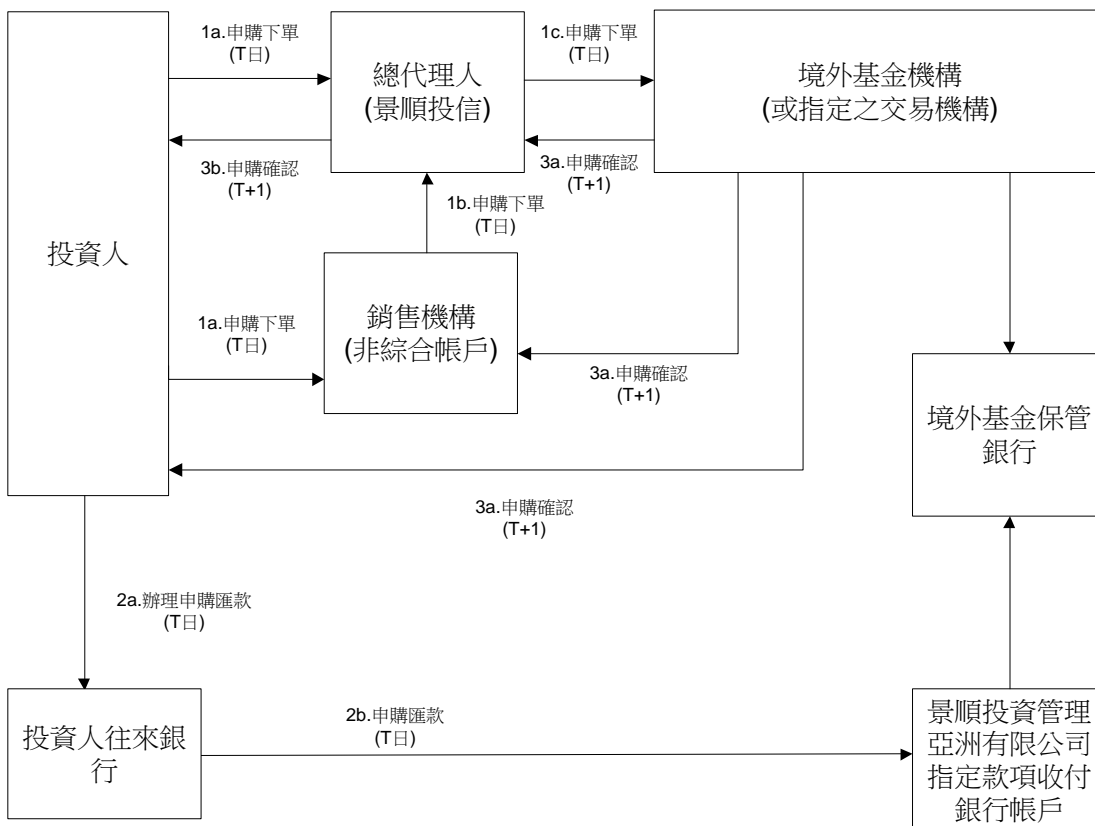 1a.申購下單
(T日)
1c.申購下單
(T日)
總代理人
(景順投信)
境外基金機構
(或指定之交易機構)
3b.申購確認
(T+1)
3a.申購確認
(T+1)
1b.申購下單
(T日)
投資人
銷售機構
(非綜合帳戶)
1a.申購下單
(T日)
3a.申購確認
(T+1)
境外基金保管
銀行
3a.申購確認
(T+1)
2a.辦理申購匯款
(T日)
投資人往來銀
行
2b.申購匯款
(T日)
景順投資管理
亞洲有限公司
指定款項收付
銀行帳戶